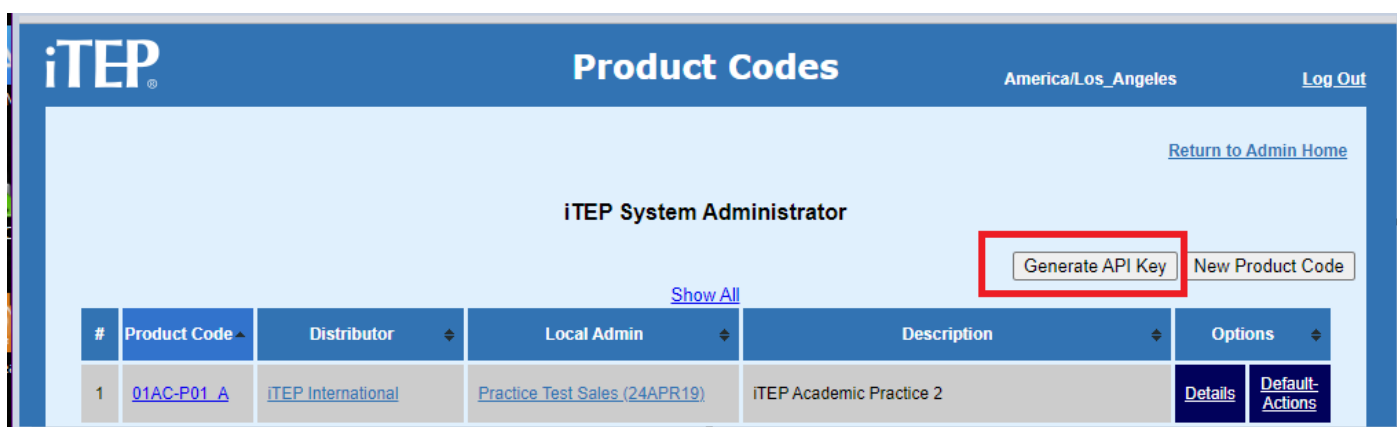 iTEP®
Product Codes
America/Los_Angeles
Log Out
Return to Admin Home
iTEP System Administrator
Generate API Key
New Product Code
Show All
# Product Code Distributor Local Admin Description Options
1 01AC-P01_A iTEP International Practice Test Sales (24APR19) iTEP Academic Practice 2 Details Default-
Actions